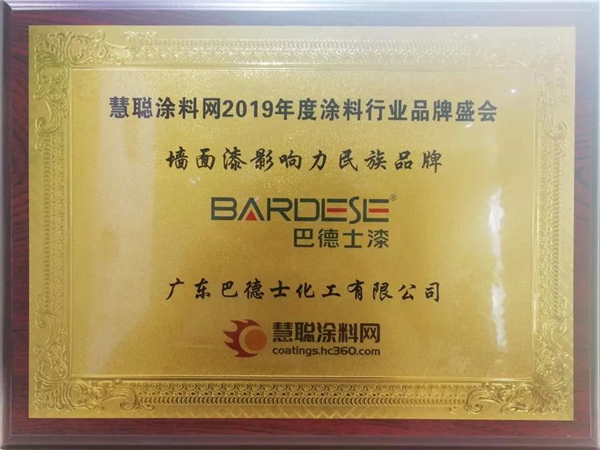 慧聪涂料网2019年度涂料行业品牌盛会
墙面漆影响力民族品牌
BARDESE®
巴德士漆
广东巴德士化工有限公司
慧聪涂料网
coatings.hc360.com